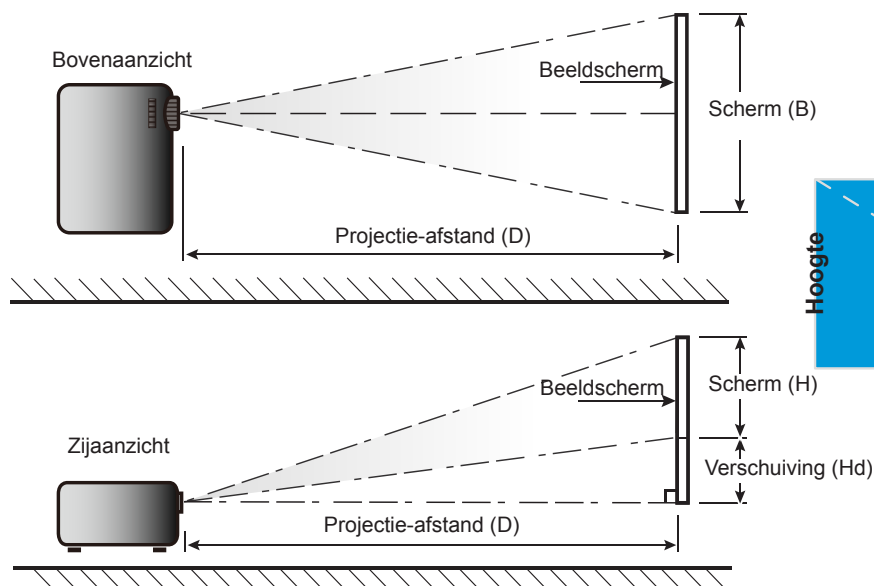 Bovenaanzicht
Beeldscherm
Scherm (B)
Projectie-afstand (D)
Hoogte
Beeldscherm
Scherm (H)
Zijaanzicht
Verschuiving (Hd)
Projectie-afstand (D)